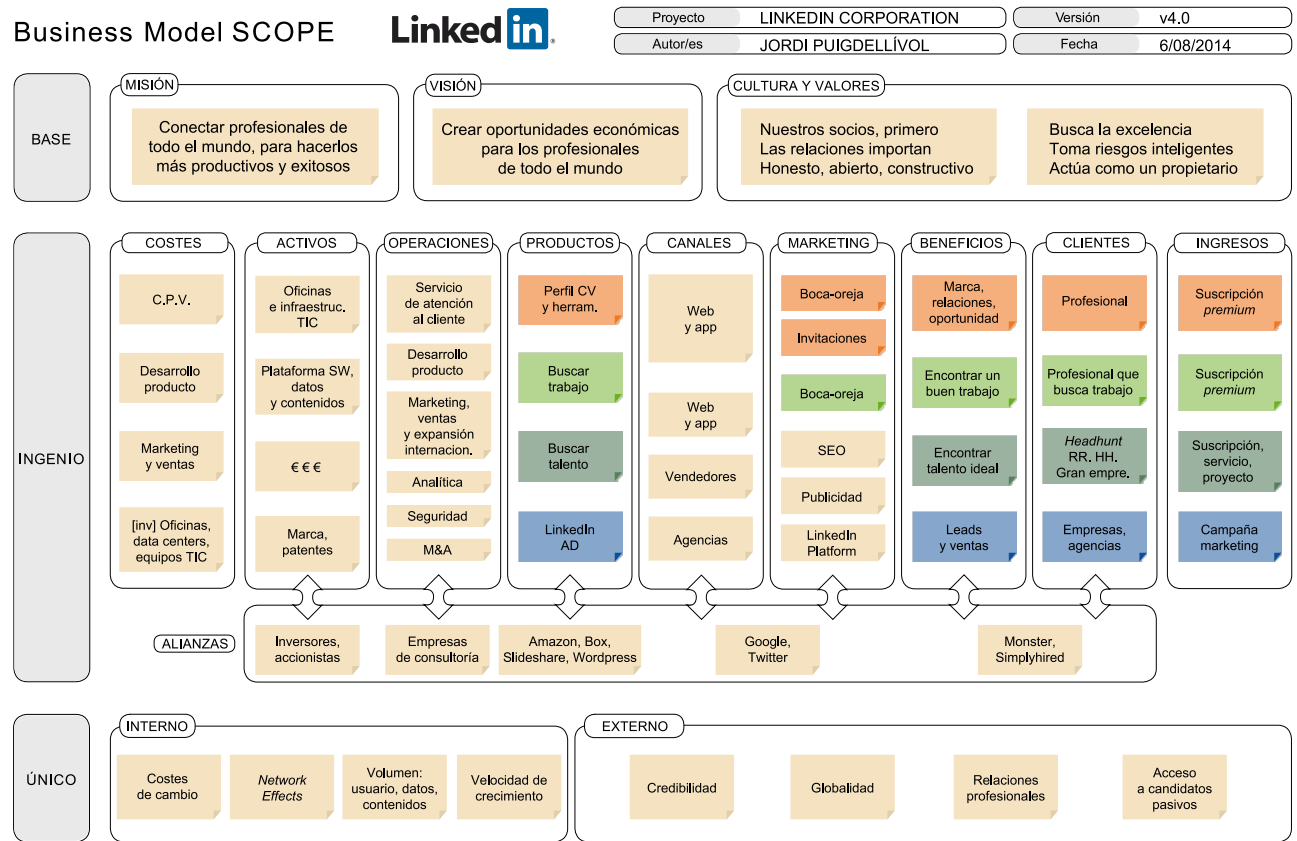 Business Model SCOPE
Linked in
Proyecto LINKEDIN CORPORATION
Versión v4.0
Autor/es JORDI PUIGDELLÍVOL
Fecha 6/08/2014
BASE
MISIÓN
Conectar profesionales de
todo el mundo, para hacerlos
más productivos y exitosos
VISIÓN
Crear oportunidades económicas
para los profesionales
de todo el mundo
CULTURA Y VALORES
Nuestros socios, primero
Las relaciones importan
Honesto, abierto, constructivo
Busca la excelencia
Toma riesgos inteligentes
Actúa como un propietario
INGENIO
COSTES
C.P.V.
Desarrollo
producto
Marketing
y ventas
[inv] Oficinas,
data centers,
equipos TIC
ACTIVOS
Oficinas
e infraestruc.
TIC
Plataforma SW,
datos
y contenidos
€ € €
Marca,
patentes
OPERACIONES
Servicio
de atención
al cliente
Desarrollo
producto
Marketing,
ventas
y expansión
internacion.
Analítica
Seguridad
M&A
PRODUCTOS
Perfil CV
y herram.
Buscar
trabajo
Buscar
talento
LinkedIn
AD
CANALES
Web
y app
Web
y app
Vendedores
Agencias
MARKETING
Boca-oreja
Invitaciones
Boca-oreja
SEO
Publicidad
LinkedIn
Platform
BENEFICIOS
Marca,
relaciones,
oportunidad
Encontrar un
buen trabajo
Encontrar
talento ideal
Leads
y ventas
CLIENTES
Profesional
Profesional que
busca trabajo
Headhunt
RR. HH.
Gran empre.
Empresas,
agencias
INGRESOS
Suscripción
premium
Suscripción
premium
Suscripción,
servicio,
proyecto
Campaña
marketing
ALIANZAS
Inversores,
accionistas
Empresas
de consultoría
Amazon, Box,
Slideshare, Wordpress
Google,
Twitter
Monster,
Simplyhired
ÚNICO
INTERNO
Costes
de cambio
Network
Effects
Volumen:
usuario, datos,
contenidos
Velocidad de
crecimiento
EXTERNO
Credibilidad
Globalidad
Relaciones
profesionales
Acceso
a candidatos
pasivos